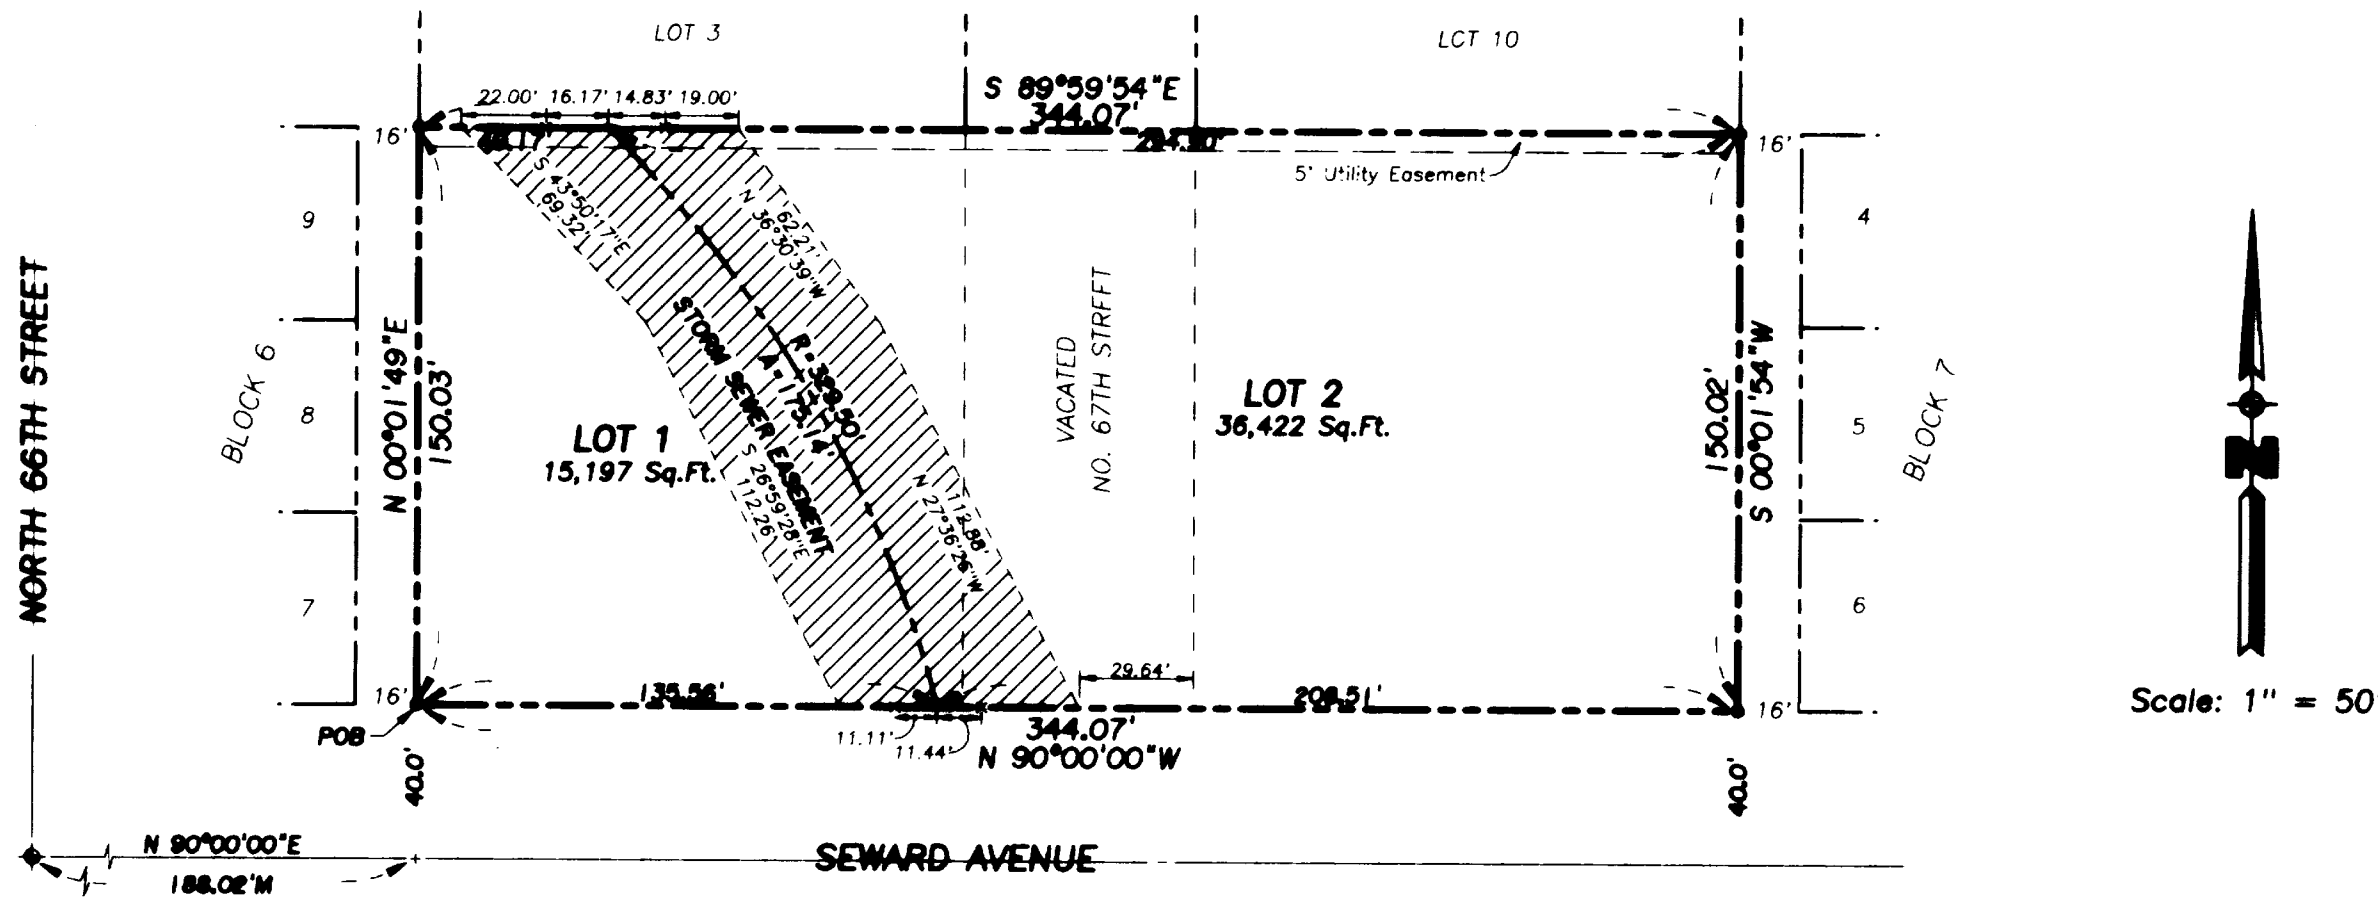 LOT 3
LCT 10
S 89°59'54"E
344.07'
22.00' 16.17' 14.83' 19.00'
16'
16'
5' Utility Easement
S 43°50'17"E
69.32'
62.21'
N 36°30'39"W
9
4
NORTH 66TH STREET
BLOCK 6
8
7
N 00°01'49"E
150.03'
STORM SEWER EASEMENT
S 26°59'28"E
112.26'
R=399.50'
A=175.14'
112.88'
N 27°36'26"W
VACATED
NO. 67TH STREET
LOT 1
15,197 Sq.Ft.
LOT 2
36,422 Sq.Ft.
150.02'
S 00°01'54"W
5
6
BLOCK 7
16'
135.56'
29.64'
208.51'
16'
POB
11.11'
11.44'
344.07'
N 90°00'00"W
40.0'
40.0'
N
Scale: 1" = 50
N 90°00'00"E
188.02'M
SEWARD AVENUE